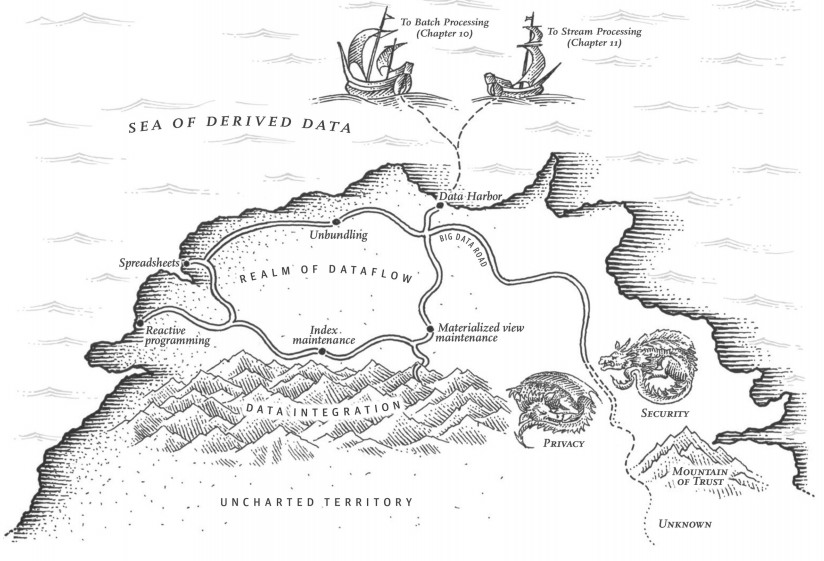 To Batch Processing
(Chapter 10)
To Stream Processing
(Chapter 11)
SEA OF DERIVED DATA
Data Harbor
Unbundling
BIG DATA ROAD
Spreadsheets
REALM OF DATAFLOW
Reactive
programming
Index
maintenance
Materialized view
maintenance
DATA INTEGRATION
PRIVACY
SECURITY
MOUNTAIN
OF TRUST
UNCHARTED TERRITORY
UNKNOWN